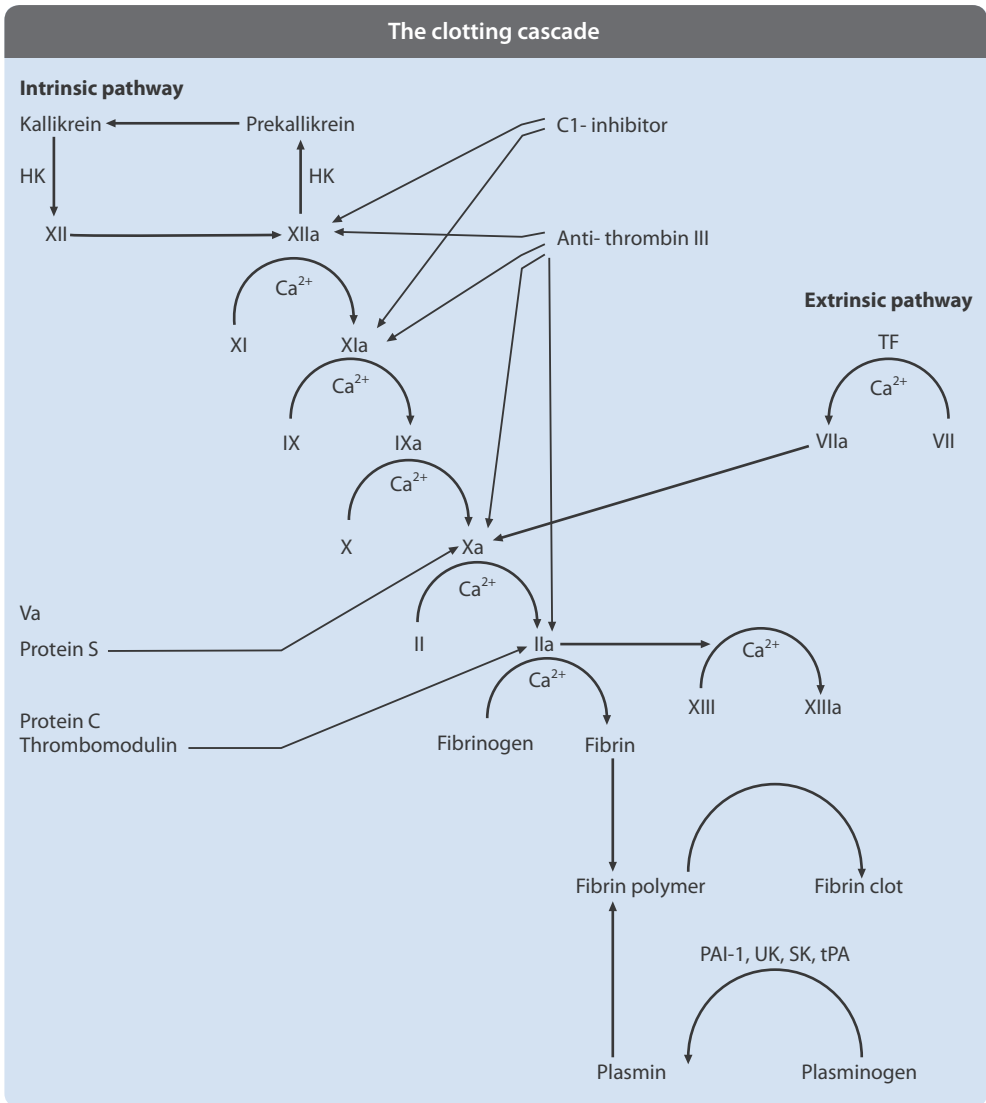 The clotting cascade
Intrinsic pathway
Kallikrein
Prekallikrein
C1- inhibitor
HK
HK
XII
XIIa
Anti- thrombin III
Ca²⁺
Extrinsic pathway
XI
XIa
TF
Ca²⁺
Ca²⁺
IX
IXa
VIIa
VII
Ca²⁺
X
Xa
Ca²⁺
Va
Protein S
II
IIa
Ca²⁺
Ca²⁺
XIII
XIIIa
Protein C
Thrombomodulin
Fibrinogen
Fibrin
Fibrin polymer
Fibrin clot
PAI-1, UK, SK, tPA
Plasmin
Plasminogen